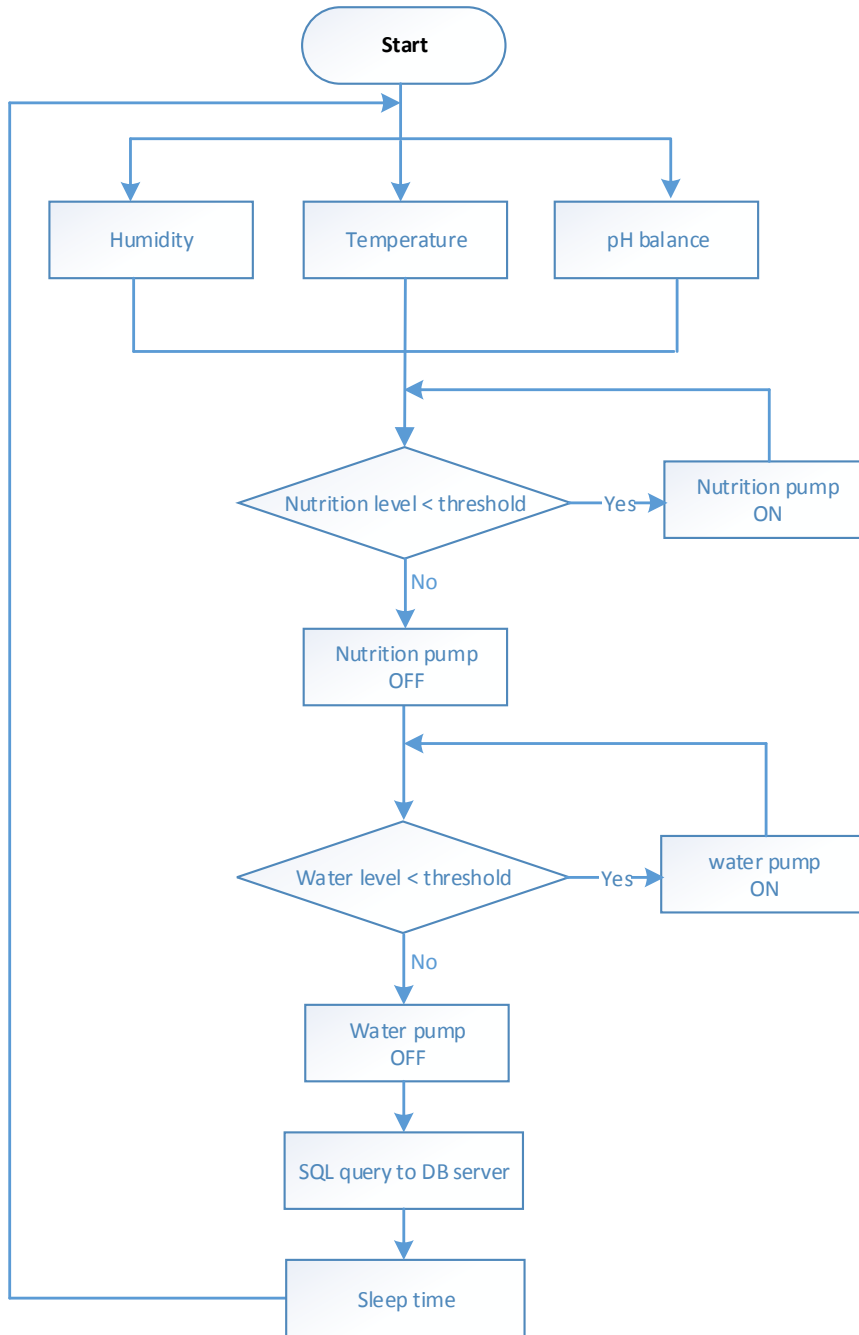 Start
Humidity
Temperature
pH balance
Nutrition level < threshold
Yes
Nutrition pump
ON
No
Nutrition pump
OFF
Water level < threshold
Yes
water pump
ON
No
Water pump
OFF
SQL query to DB server
Sleep time